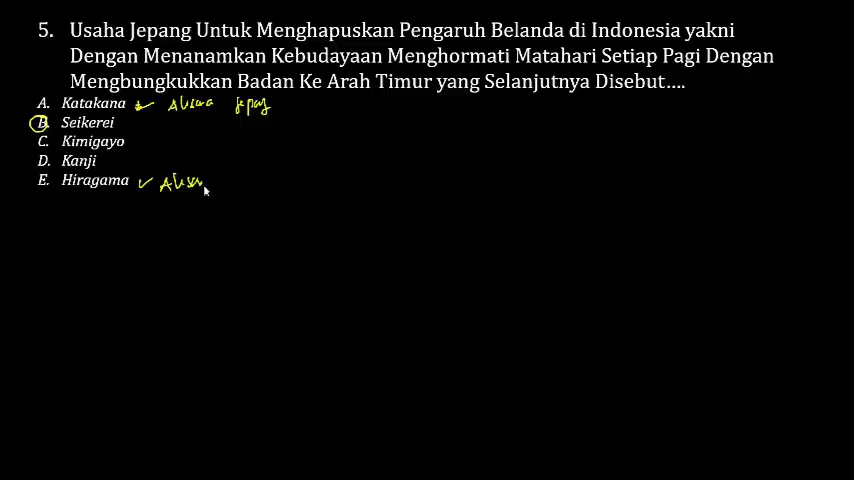 5. Usaha Jepang Untuk Menghapuskan Pengaruh Belanda di Indonesia yakni
Dengan Menanamkan Kebudayaan Menghormati Matahari Setiap Pagi Dengan
Mengbungkukkan Badan Ke Arah Timur yang Selanjutnya Disebut....
A. Katakana Aksara
B. Seikerei
C. Kimigayo
D. Kanji
E. Hiragama